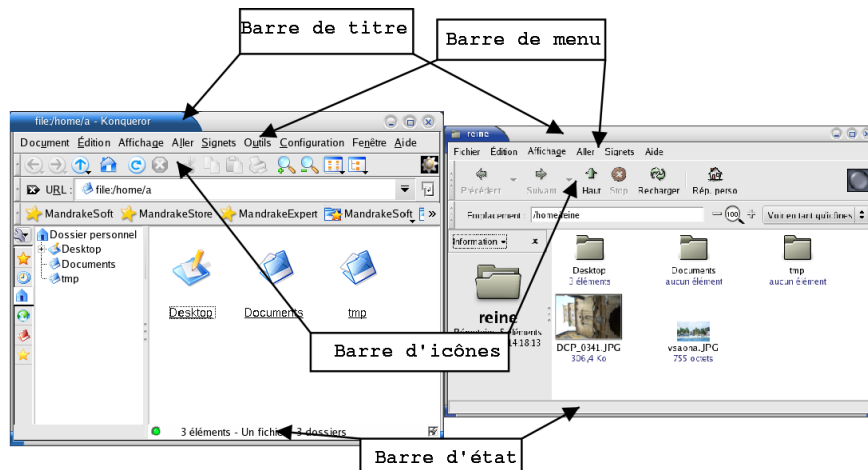 Barre de titre
Barre de menu
file:/home/a - Konqueror
Document Édition Affichage Aller Signets Outils Configuration Fenêtre Aide
URL : file:/home/a
MandrakeSoft MandrakeStore MandrakeExpert MandrakeSoft »
Dossier personnel
Desktop
Documents
tmp
Desktop Documents tmp
3 éléments - Un fichier 3 dossiers
reine
Fichier Édition Affichage Aller Signets Aide
Précédent Suivant Haut Stop Recharger Rép. perso
Emplacement : /home/reine 100 Voir en tant qu'icônes
Information x
reine
Desktop
3 éléments
Documents
aucun élément
tmp
aucun élément
DCP_0341.JPG
306,4 Ko
vsaona.JPG
755 octets
Barre d'icônes
Barre d'état